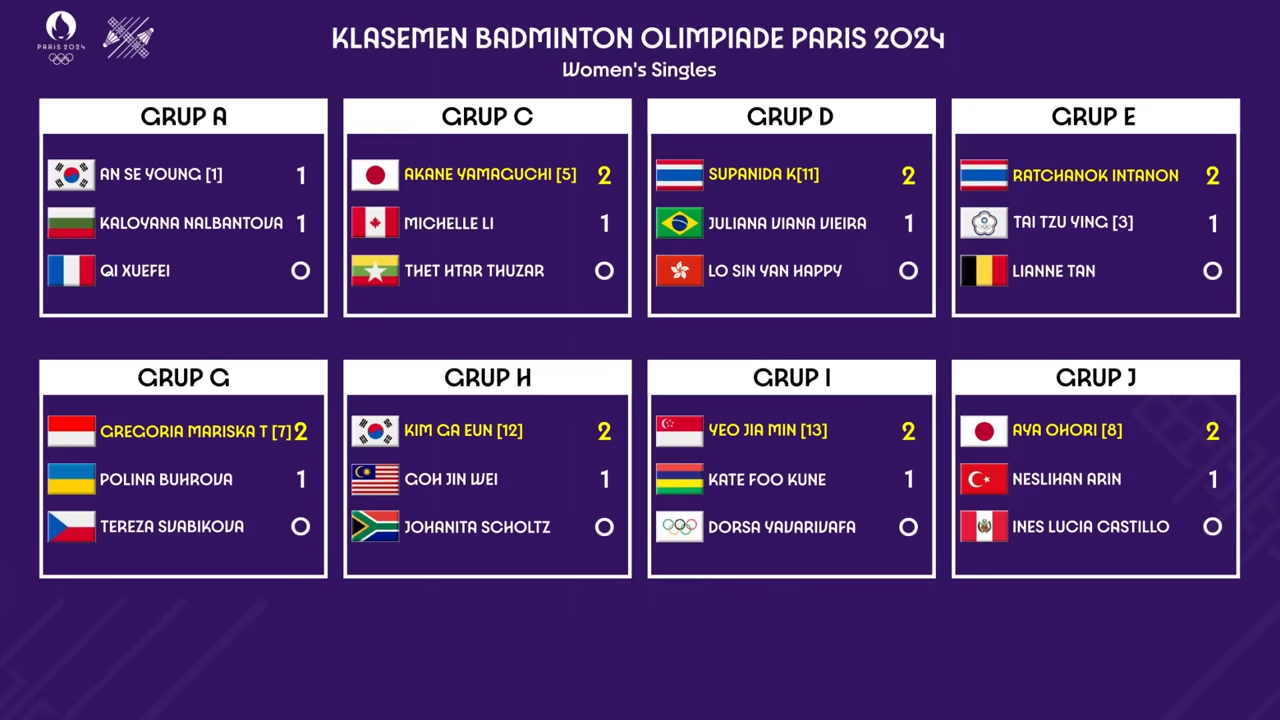 PARIS 2024
KLASEMEN BADMINTON OLIMPIADE PARIS 2024
Women's Singles
GRUP A
AN SE YOUNG [1] 1
KALOYANA NALBANTOVA 1
QI XUEFEI 0
GRUP C
AKANE YAMAGUCHI [5] 2
MICHELLE LI 1
THET HTAR THUZAR 0
GRUP D
SUPANIDA K[11] 2
JULIANA VIANA VIEIRA 1
LO SIN YAN HAPPY 0
GRUP E
RATCHANOK INTANON 2
TAI TZU YING [3] 1
LIANNE TAN 0
GRUP G
GREGORIA MARISKA T [7] 2
POLINA BUHROVA 1
TEREZA SVABIKOVA 0
GRUP H
KIM GA EUN [12] 2
GOH JIN WEI 1
JOHANITA SCHOLTZ 0
GRUP I
YEO JIA MIN [13] 2
KATE FOO KUNE 1
DORSA YAVARIVAFA 0
GRUP J
AYA OHORI [8] 2
NESLIHAN ARIN 1
INES LUCIA CASTILLO 0